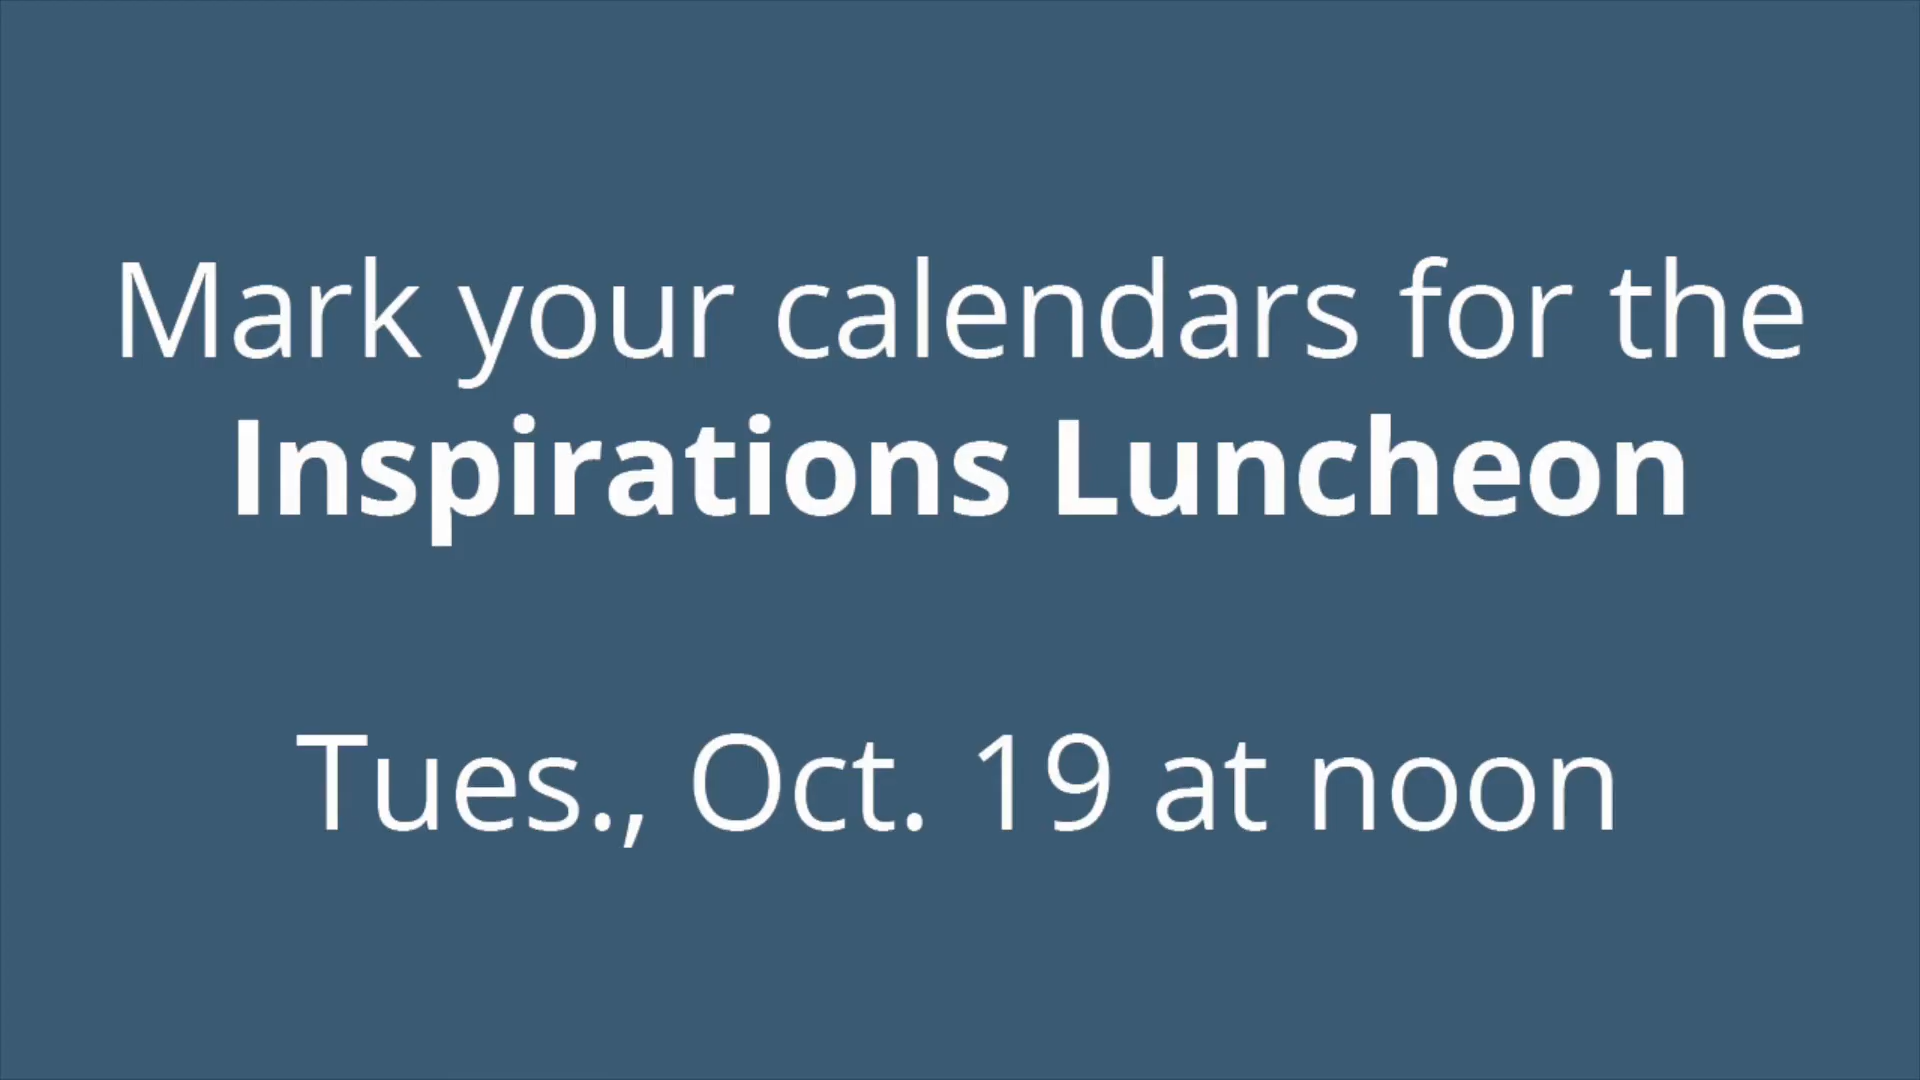 Mark your calendars for the
Inspirations Luncheon
Tues., Oct. 19 at noon